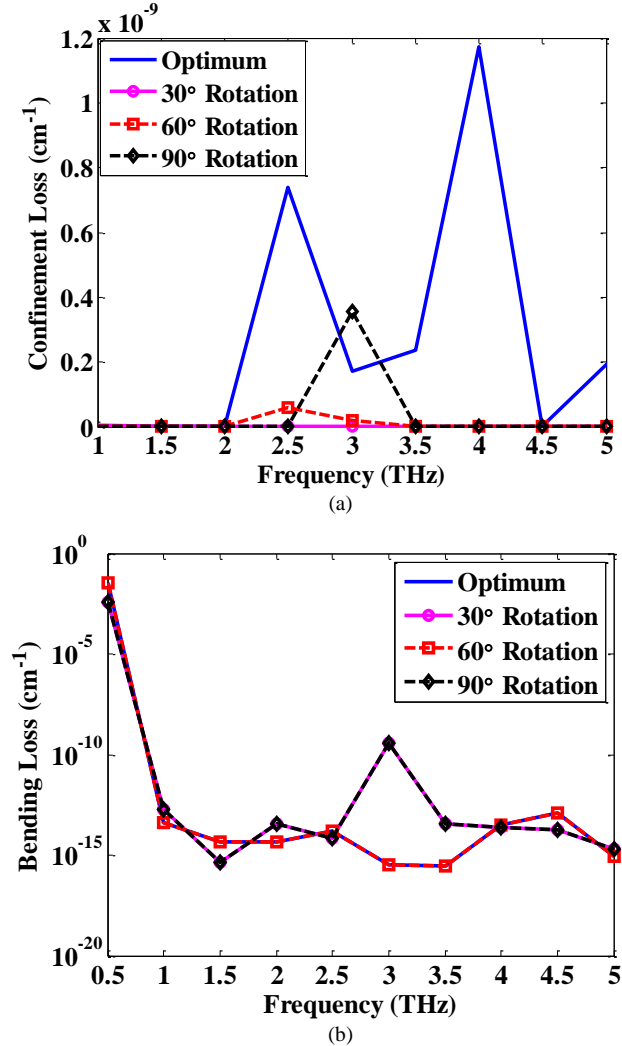 x 10⁻⁹
1.2
1
0.8
0.6
0.4
0.2
0
Confinement Loss (cm⁻¹)
Optimum
30° Rotation
60° Rotation
90° Rotation
1 1.5 2 2.5 3 3.5 4 4.5 5
Frequency (THz)
(a)
10⁰
10⁻⁵
10⁻¹⁰
10⁻¹⁵
10⁻²⁰
Bending Loss (cm⁻¹)
Optimum
30° Rotation
60° Rotation
90° Rotation
0.5 1 1.5 2 2.5 3 3.5 4 4.5 5
Frequency (THz)
(b)